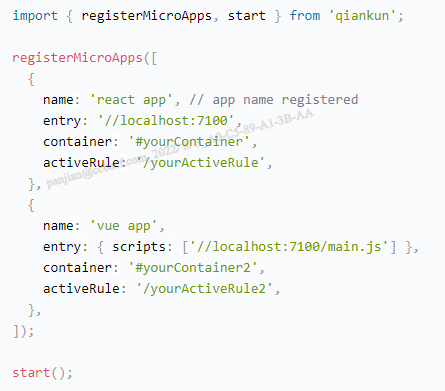 import { registerMicroApps, start } from 'qiankun';
registerMicroApps([
  {
    name: 'react app', // app name registered
    entry: '//localhost:7100',
    container: '#yourContainer',
    activeRule: '/yourActiveRule',
  },
  {
    name: 'vue app',
    entry: { scripts: ['//localhost:7100/main.js'] },
    container: '#yourContainer2',
    activeRule: '/yourActiveRule2',
  },
]);
start();